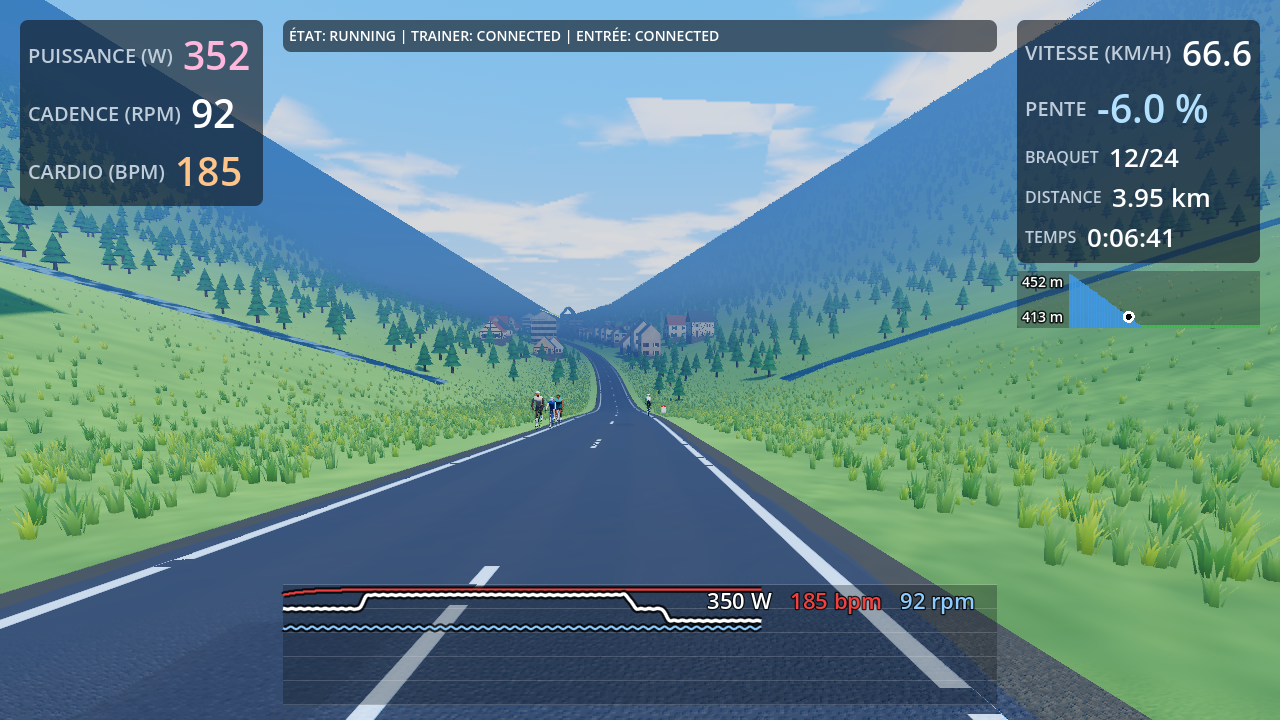 PUISSANCE (W) 352
CADENCE (RPM) 92
CARDIO (BPM) 185
ÉTAT: RUNNING | TRAINER: CONNECTED | ENTRÉE: CONNECTED
VITESSE (KM/H) 66.6
PENTE -6.0 %
BRAQUET 12/24
DISTANCE 3.95 km
TEMPS 0:06:41
452 m
413 m
350 W 185 bpm 92 rpm